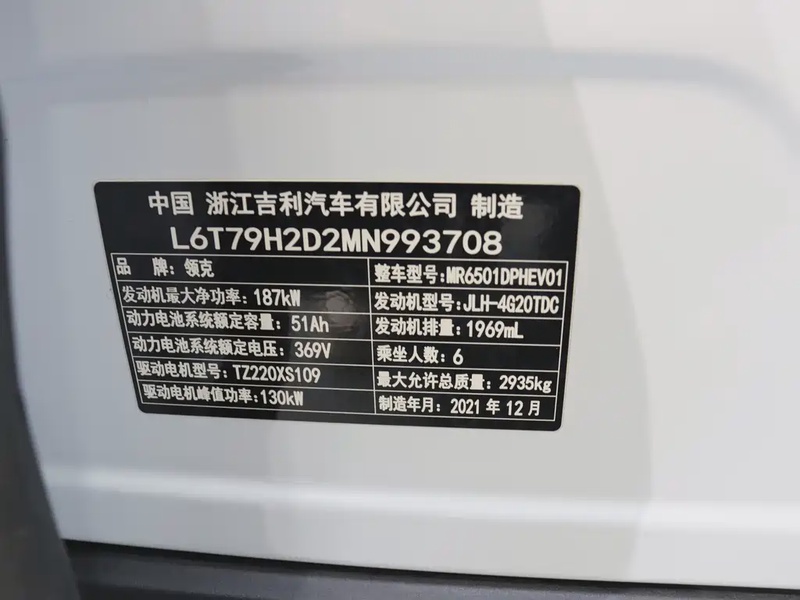 中国 浙江吉利汽车有限公司 制造
L6T79H2D2MN993708
品 牌：领克 整车型号：MR6501DPHEV01
发动机最大净功率：187kW 发动机型号：JLH-4G20TDC
动力电池系统额定容量：51Ah 发动机排量：1969mL
动力电池系统额定电压：369V 乘坐人数：6
驱动电机型号：TZ220XS109 最大允许总质量：2935kg
驱动电机峰值功率：130kW 制造年月：2021 年 12 月